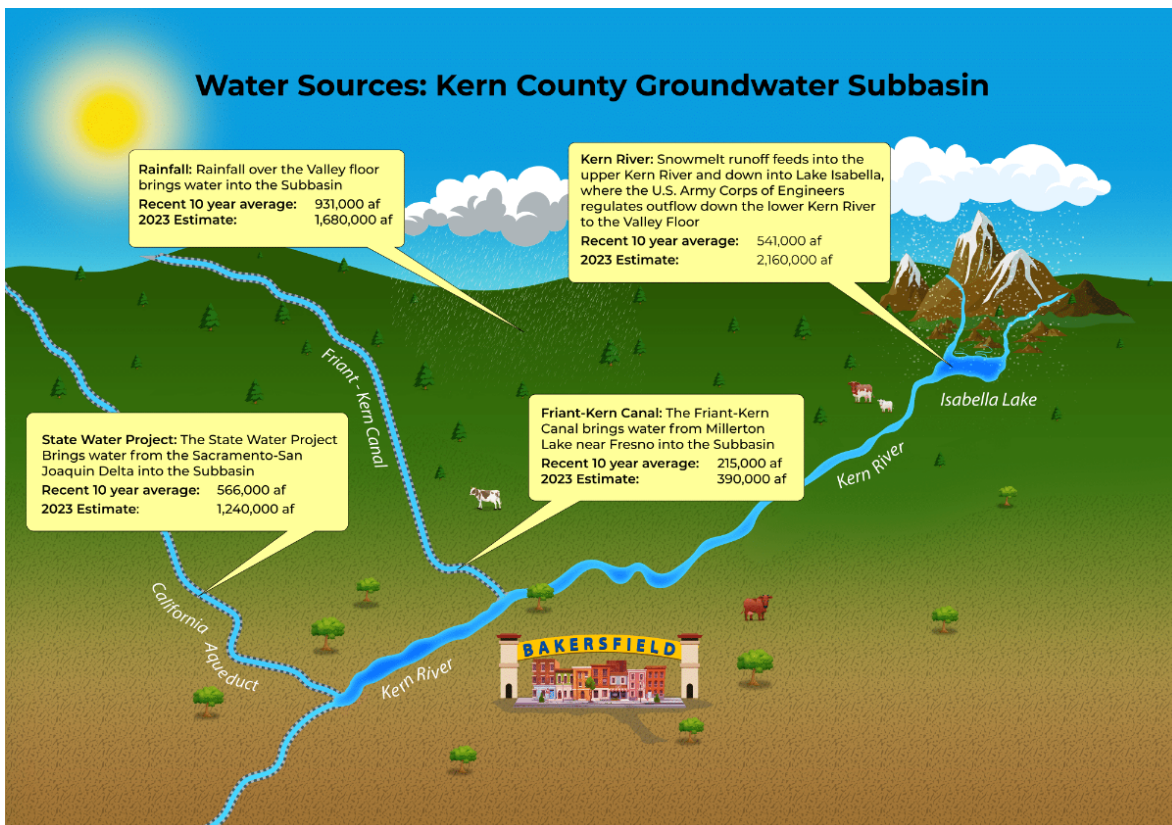 Water Sources: Kern County Groundwater Subbasin
Rainfall: Rainfall over the Valley floor
brings water into the Subbasin
Recent 10 year average: 931,000 af
2023 Estimate: 1,680,000 af
Kern River: Snowmelt runoff feeds into the
upper Kern River and down into Lake Isabella,
where the U.S. Army Corps of Engineers
regulates outflow down the lower Kern River
to the Valley Floor
Recent 10 year average: 541,000 af
2023 Estimate: 2,160,000 af
Friant - Kern Canal
Isabella Lake
State Water Project: The State Water Project
Brings water from the Sacramento-San
Joaquin Delta into the Subbasin
Recent 10 year average: 566,000 af
2023 Estimate: 1,240,000 af
Friant-Kern Canal: The Friant-Kern
Canal brings water from Millerton
Lake near Fresno into the Subbasin
Recent 10 year average: 215,000 af
2023 Estimate: 390,000 af
Kern River
California
Aqueduct
Kern River
BAKERSFIELD